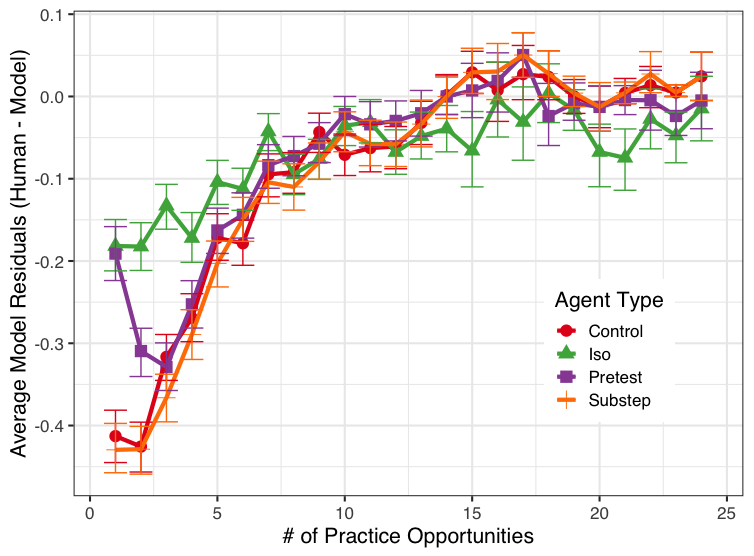 Average Model Residuals (Human - Model)
0.1
0.0
-0.1
-0.2
-0.3
-0.4
Agent Type
Control
Iso
Pretest
Substep
0 5 10 15 20 25
# of Practice Opportunities